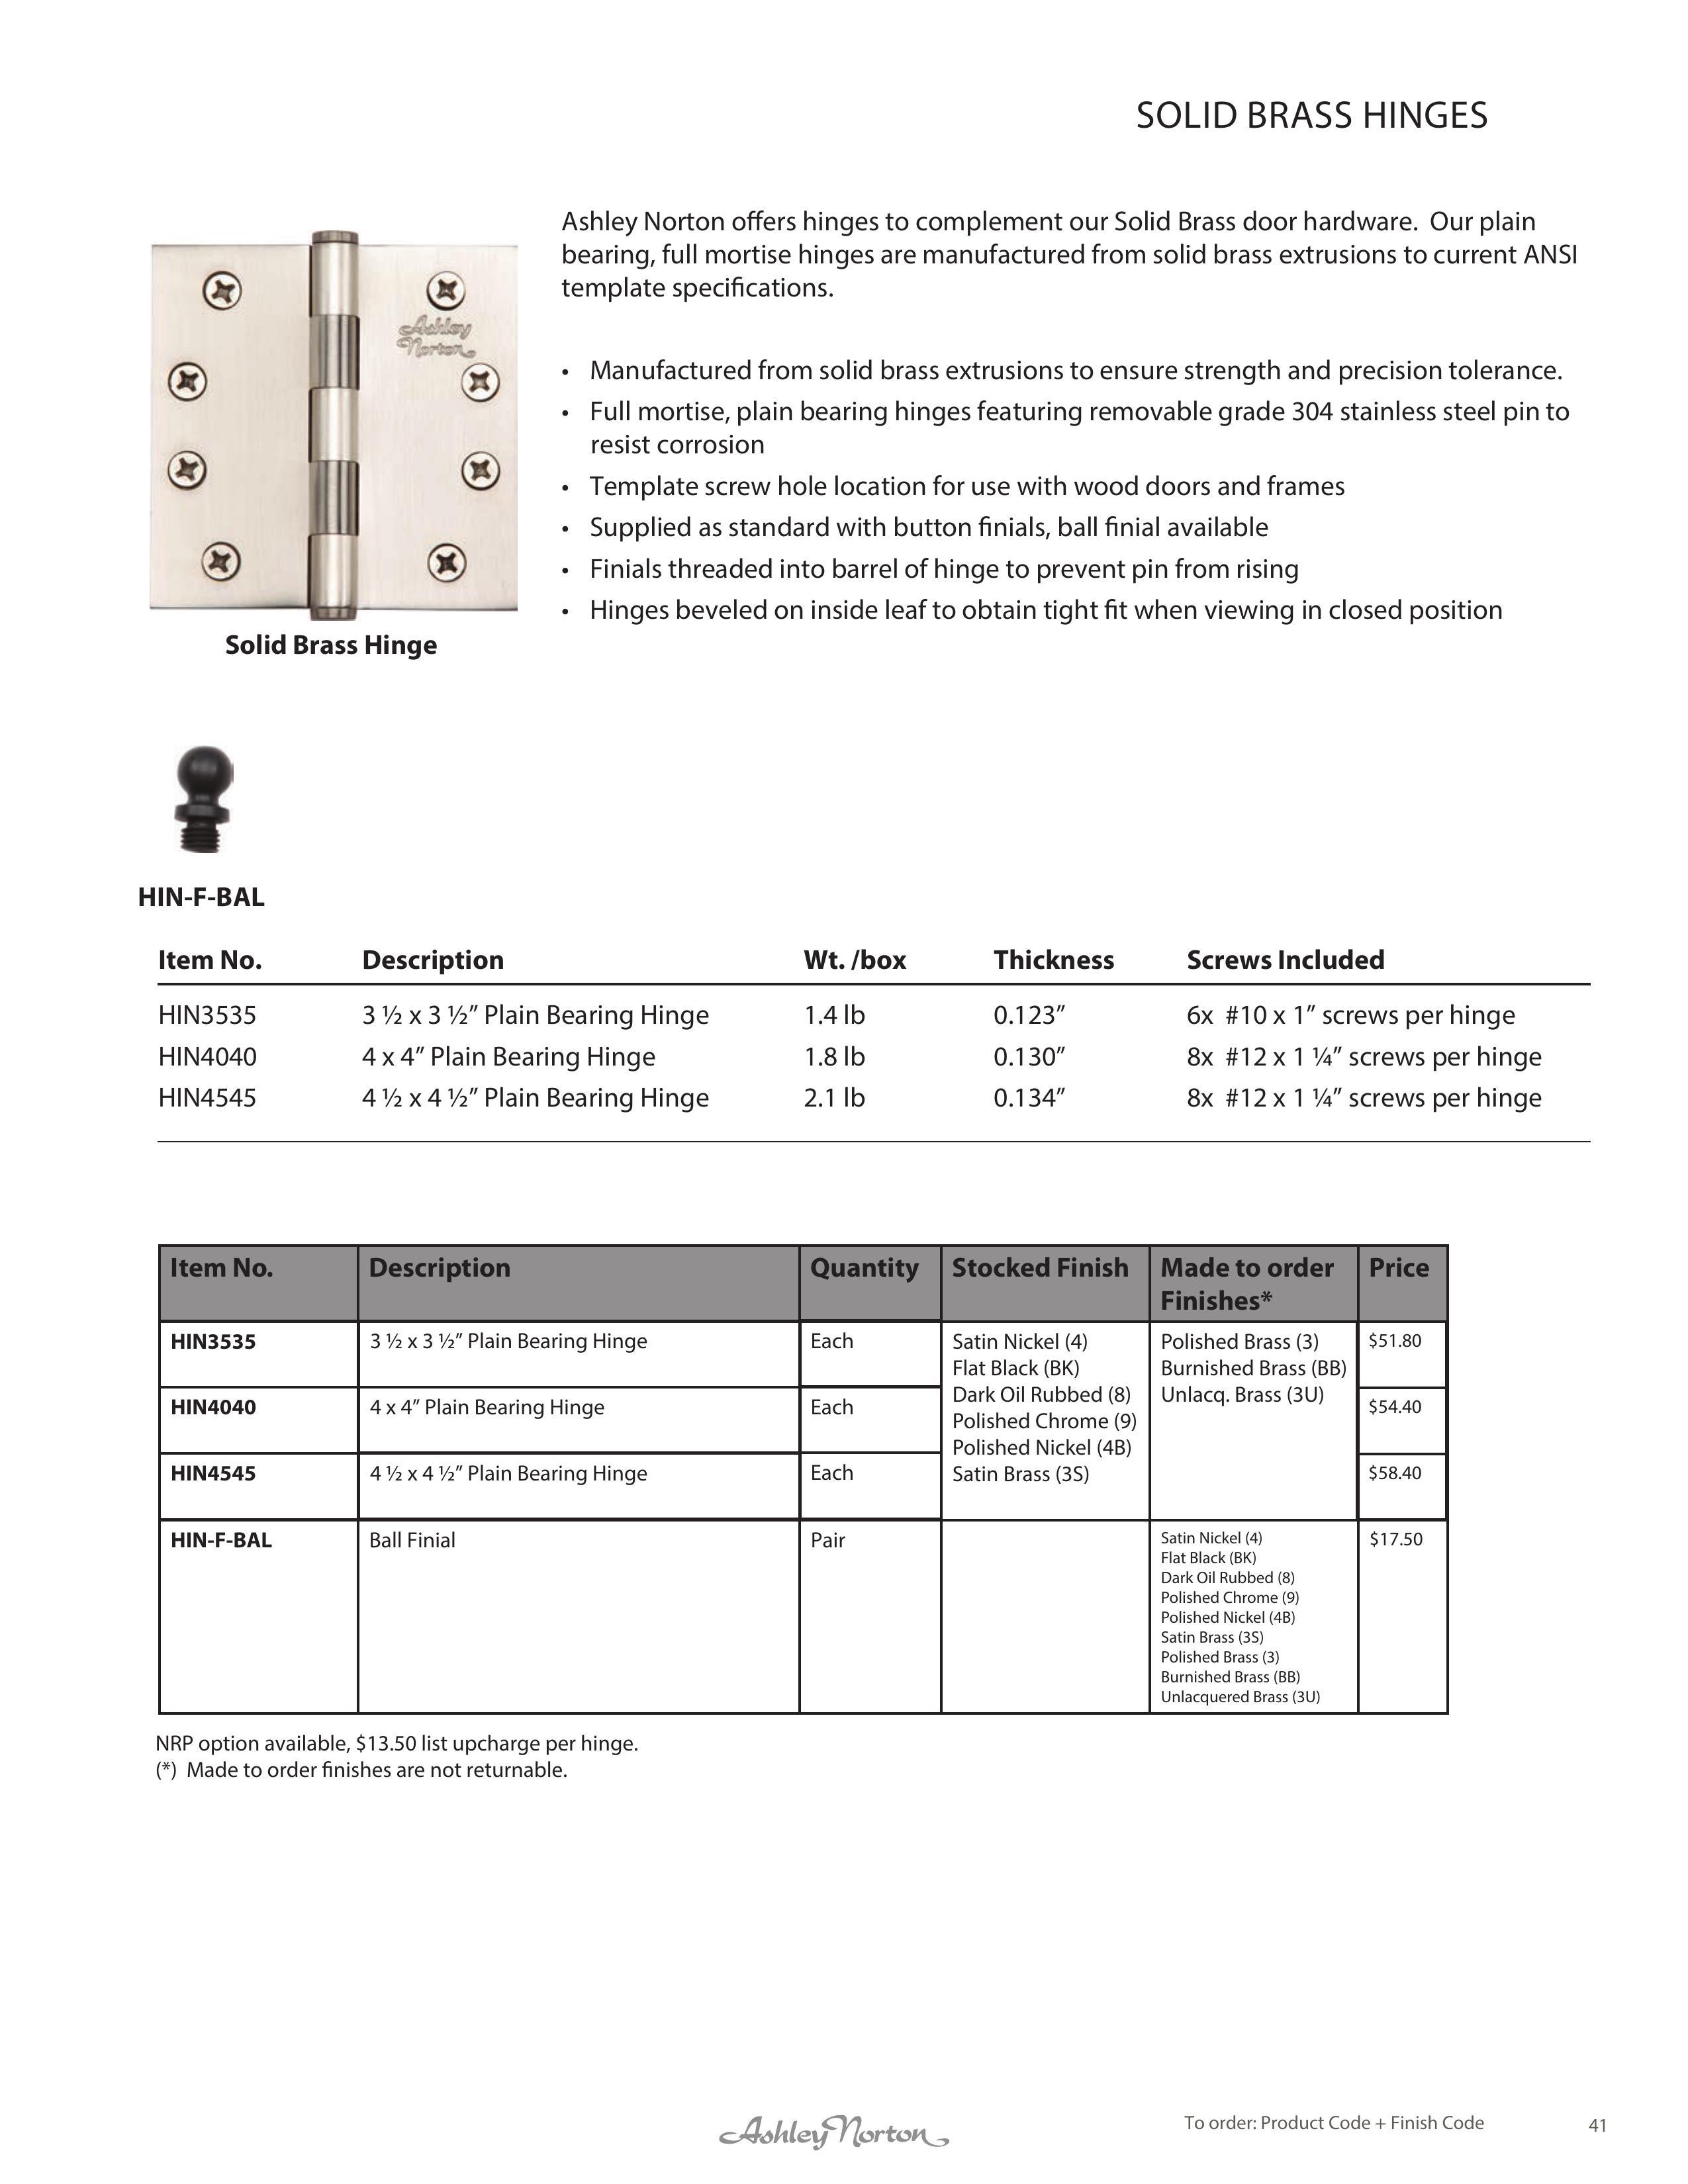 SOLID BRASS HINGES
Ashley Norton offers hinges to complement our Solid Brass door hardware.  Our plain
bearing, full mortise hinges are manufactured from solid brass extrusions to current ANSI
template specifications.
Ashley
Norton
• Manufactured from solid brass extrusions to ensure strength and precision tolerance.
• Full mortise, plain bearing hinges featuring removable grade 304 stainless steel pin to
resist corrosion
• Template screw hole location for use with wood doors and frames
• Supplied as standard with button finials, ball finial available
• Finials threaded into barrel of hinge to prevent pin from rising
• Hinges beveled on inside leaf to obtain tight fit when viewing in closed position
Solid Brass Hinge
HIN-F-BAL
Item No. Description Wt. /box Thickness Screws Included
HIN3535 3 ½ x 3 ½” Plain Bearing Hinge 1.4 lb 0.123” 6x  #10 x 1” screws per hinge
HIN4040 4 x 4” Plain Bearing Hinge 1.8 lb 0.130” 8x  #12 x 1 ¼” screws per hinge
HIN4545 4 ½ x 4 ½” Plain Bearing Hinge 2.1 lb 0.134” 8x  #12 x 1 ¼” screws per hinge
Item No. Description Quantity Stocked Finish Made to order Price
Finishes*
HIN3535 3 ½ x 3 ½” Plain Bearing Hinge Each Satin Nickel (4) Polished Brass (3) $51.80
Flat Black (BK) Burnished Brass (BB)
Dark Oil Rubbed (8) Unlacq. Brass (3U)
HIN4040 4 x 4” Plain Bearing Hinge Each $54.40
Polished Chrome (9)
Polished Nickel (4B)
HIN4545 4 ½ x 4 ½” Plain Bearing Hinge Each Satin Brass (3S) $58.40
HIN-F-BAL Ball Finial Pair Satin Nickel (4) $17.50
Flat Black (BK)
Dark Oil Rubbed (8)
Polished Chrome (9)
Polished Nickel (4B)
Satin Brass (3S)
Polished Brass (3)
Burnished Brass (BB)
Unlacquered Brass (3U)
NRP option available, $13.50 list upcharge per hinge.
(*)  Made to order finishes are not returnable.
Ashley Norton
To order: Product Code + Finish Code 41